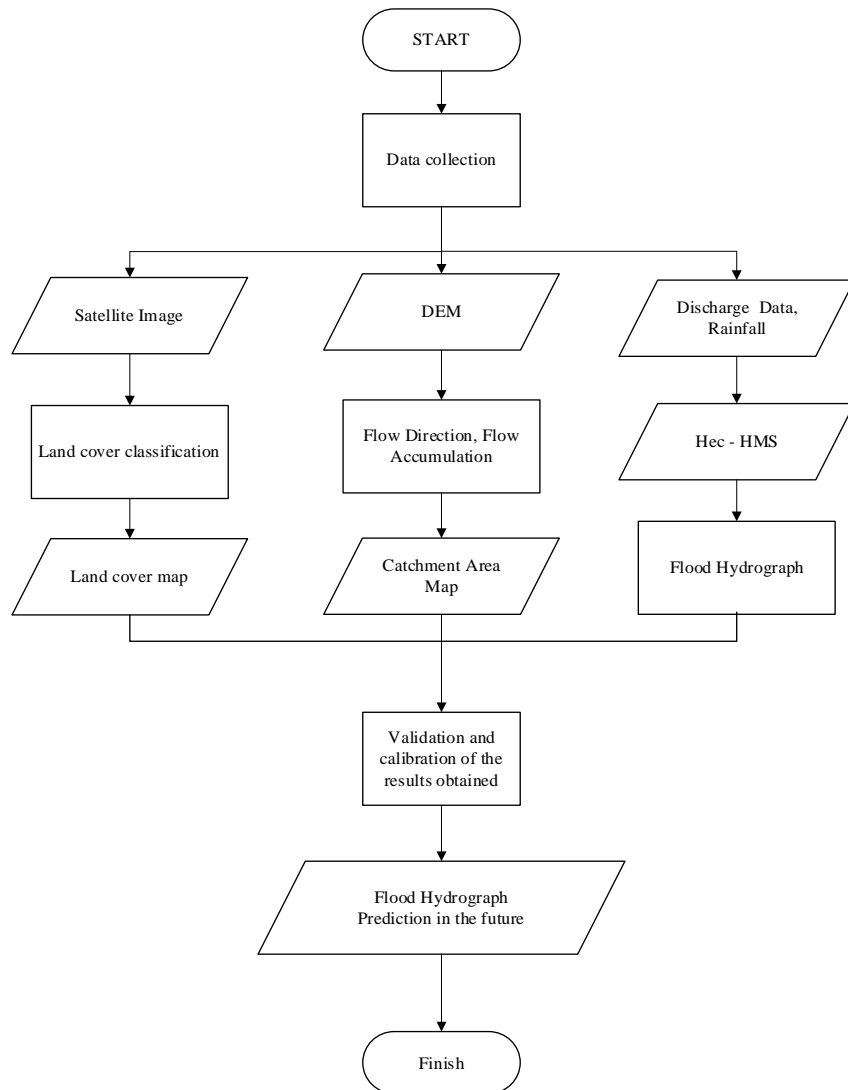 START
Data collection
Satellite Image
DEM
Discharge Data,
Rainfall
Land cover classification
Flow Direction, Flow
Accumulation
Hec - HMS
Land cover map
Catchment Area
Map
Flood Hydrograph
Validation and
calibration of the
results obtained
Flood Hydrograph
Prediction in the future
Finish